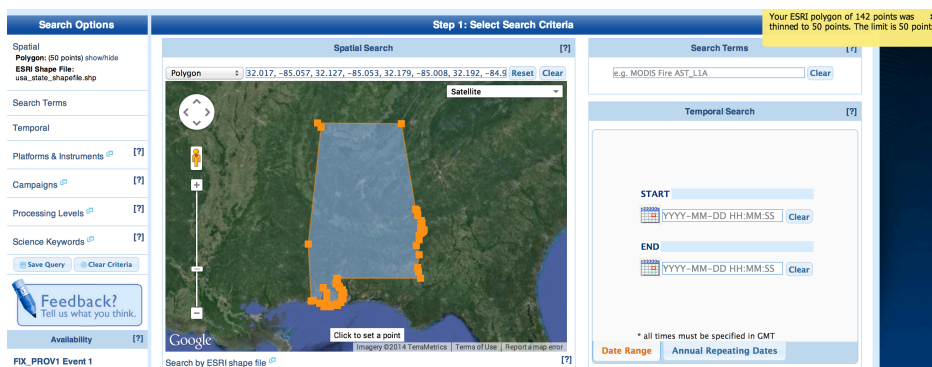 Search Options
Spatial
Polygon: (50 points) show/hide
ESRI Shape File:
usa_state_shapefile.shp
Search Terms
Temporal
Platforms & Instruments [?]
Campaigns [?]
Processing Levels [?]
Science Keywords [?]
Save Query Clear Criteria
Feedback?
Tell us what you think.
Availability [?]
FIX_PROV1 Event 1
Step 1: Select Search Criteria
Your ESRI polygon of 142 points was x
thinned to 50 points. The limit is 50 point
Spatial Search [?]
Polygon 32.017, -85.057, 32.127, -85.053, 32.179, -85.008, 32.192, -84.9 Reset Clear
Satellite
Click to set a point
Google
Imagery ©2014 TerraMetrics Terms of Use Report a map error
Search by ESRI shape file [?]
Search Terms [?]
e.g. MODIS Fire AST_L1A Clear
Temporal Search [?]
START
YYYY-MM-DD HH:MM:SS Clear
END
YYYY-MM-DD HH:MM:SS Clear
* all times must be specified in GMT
Date Range Annual Repeating Dates